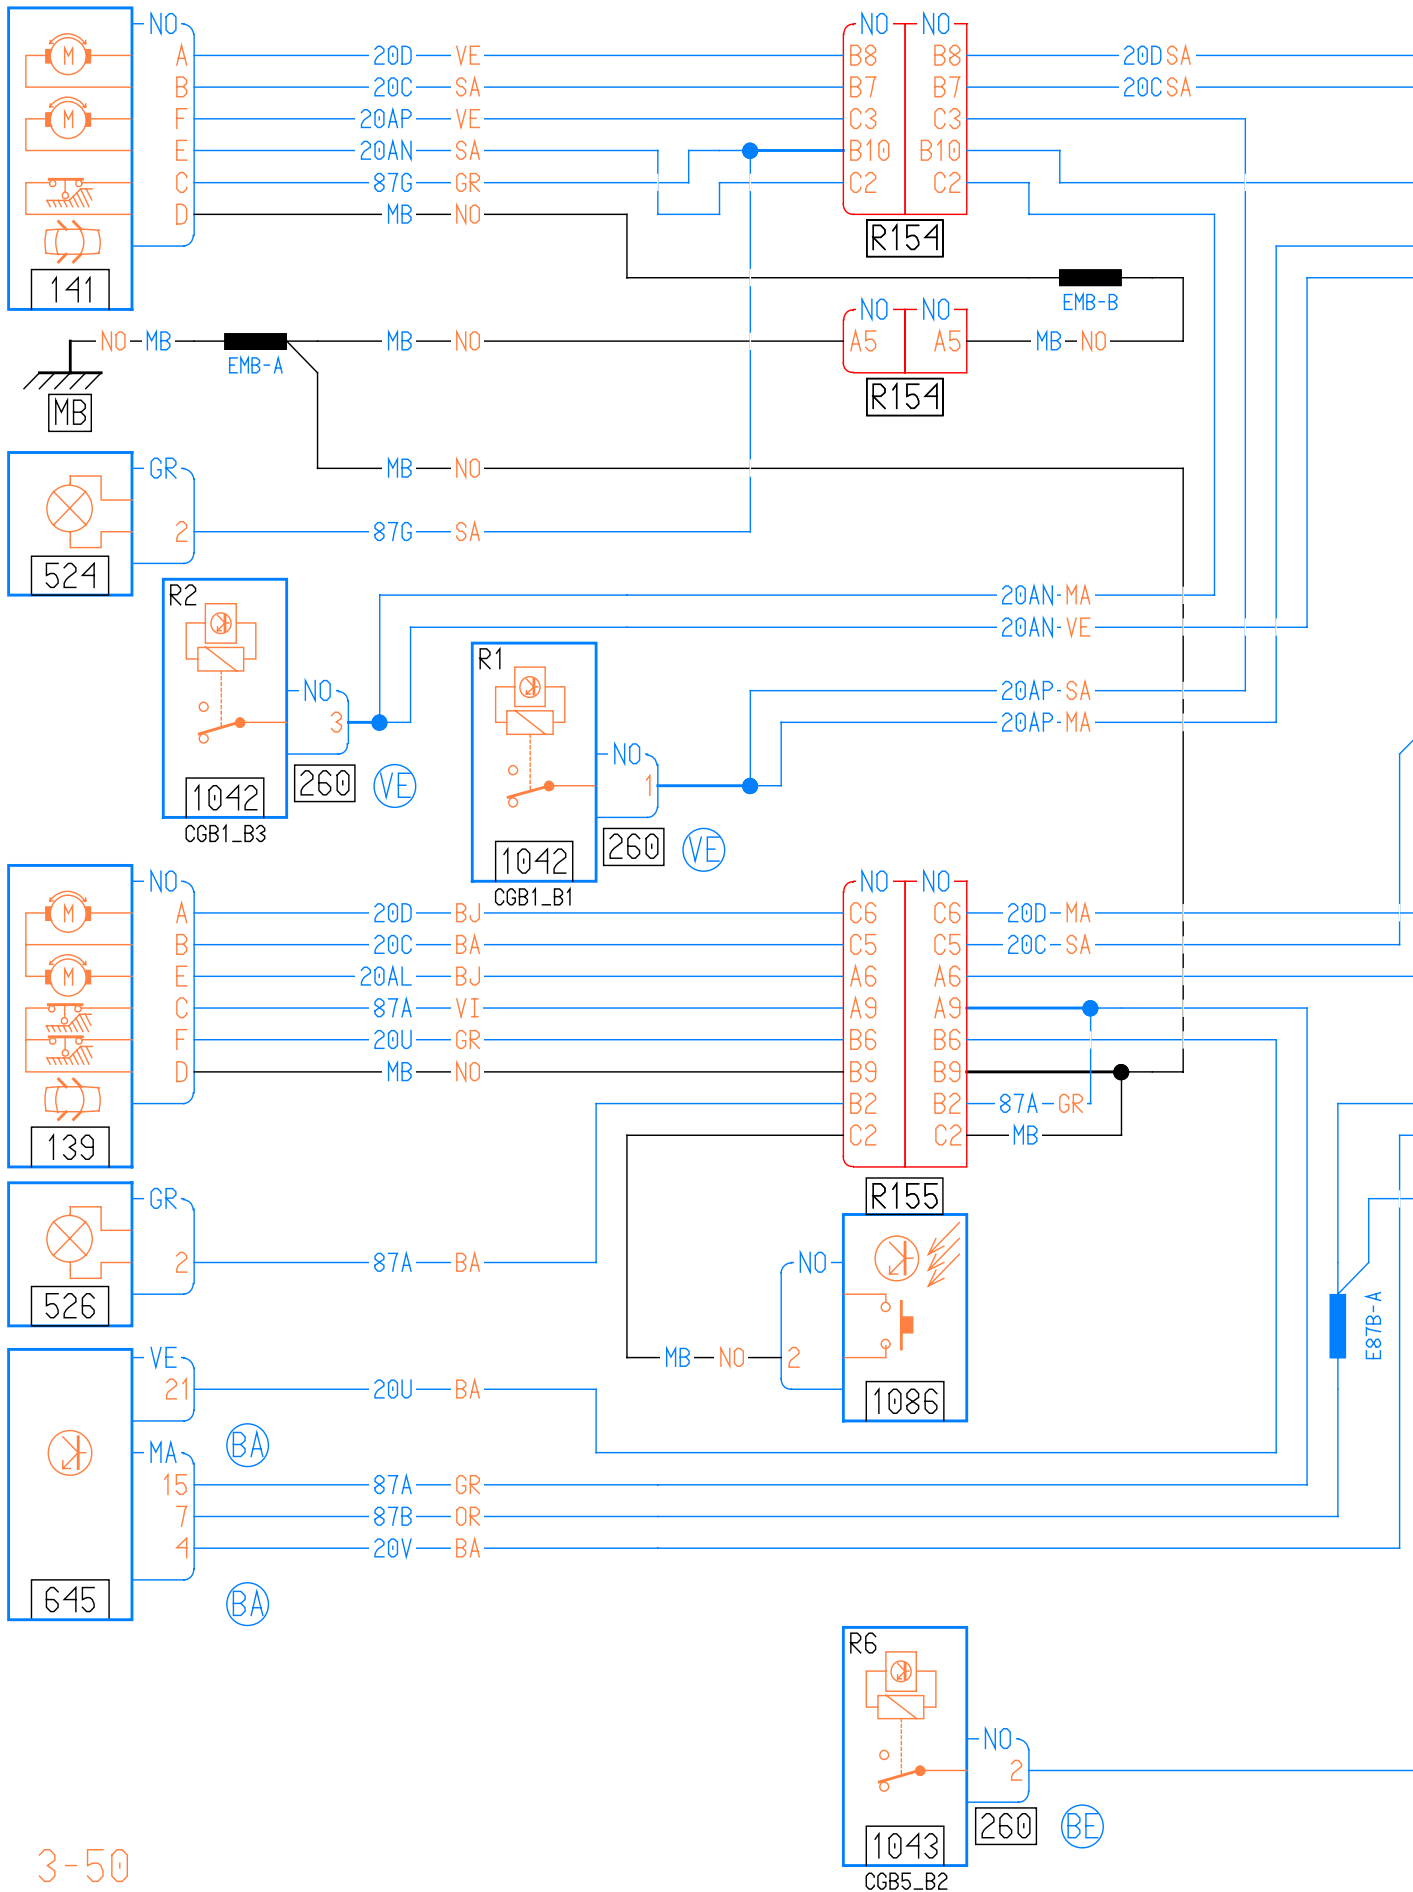 NO NO NO
A 20D VE B8 B8 20D SA
B 20C SA B7 B7 20C SA
F 20AP VE C3 C3
E 20AN SA B10 B10
C 87G GR C2 C2
D MB NO
R154
141
EMB-B
NO NO
NO MB MB NO A5 A5 MB NO
EMB-A
R154
MB
GR MB NO
2 87G SA
524
R2
20AN MA
20AN VE
R1
NO
3
20AP SA
20AP MA
NO
1
260 VE
1042
CGB1_B3
260 VE
1042
CGB1_B1
NO NO NO
A 20D BJ C6 C6 20D MA
B 20C BA C5 C5 20C SA
E 20AL BJ A6 A6
C 87A VI A9 A9
F 20U GR B6 B6
D MB NO B9 B9
B2 B2 87A GR
C2 C2 MB
139
R155
GR
2 87A BA
NO
526
E87B-A
VE
MB NO 2
21 20U BA
1086
BA
MA
15 87A GR
7 87B OR
4 20V BA
645
BA
R6
NO
2
260 BE
1043
CGB5_B2
3-50
M
M
M
M